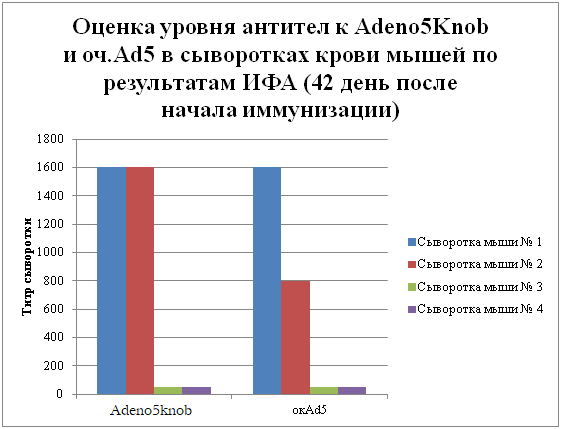 Оценка уровня антител к Adeno5Knob
и оч.Ad5 в сыворотках крови мышей по
результатам ИФА (42 день после
начала иммунизации)
1800
1600
1400
1200
1000
800
600
400
200
0
Титр сыворотки
Adeno5knob
окAd5
Сыворотка мыши № 1
Сыворотка мыши № 2
Сыворотка мыши № 3
Сыворотка мыши № 4